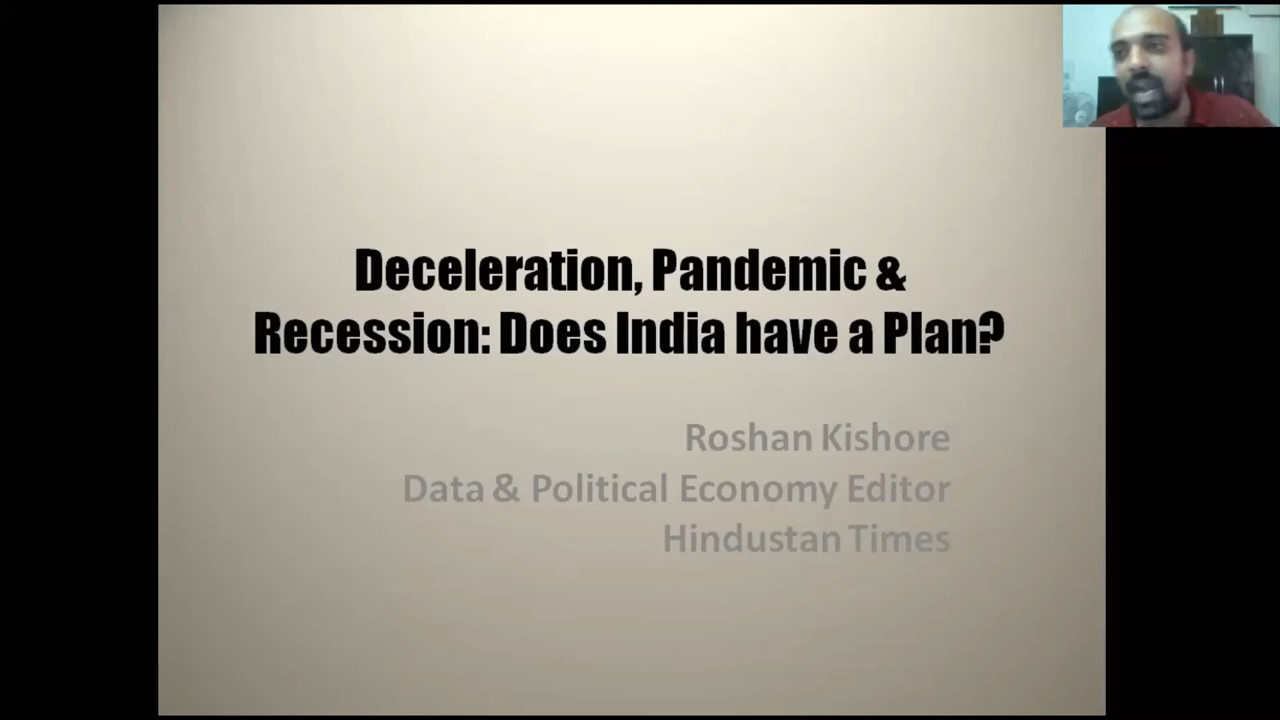 Deceleration, Pandemic &
Recession: Does India have a Plan?
Roshan Kishore
Data & Political Economy Editor
Hindustan Times